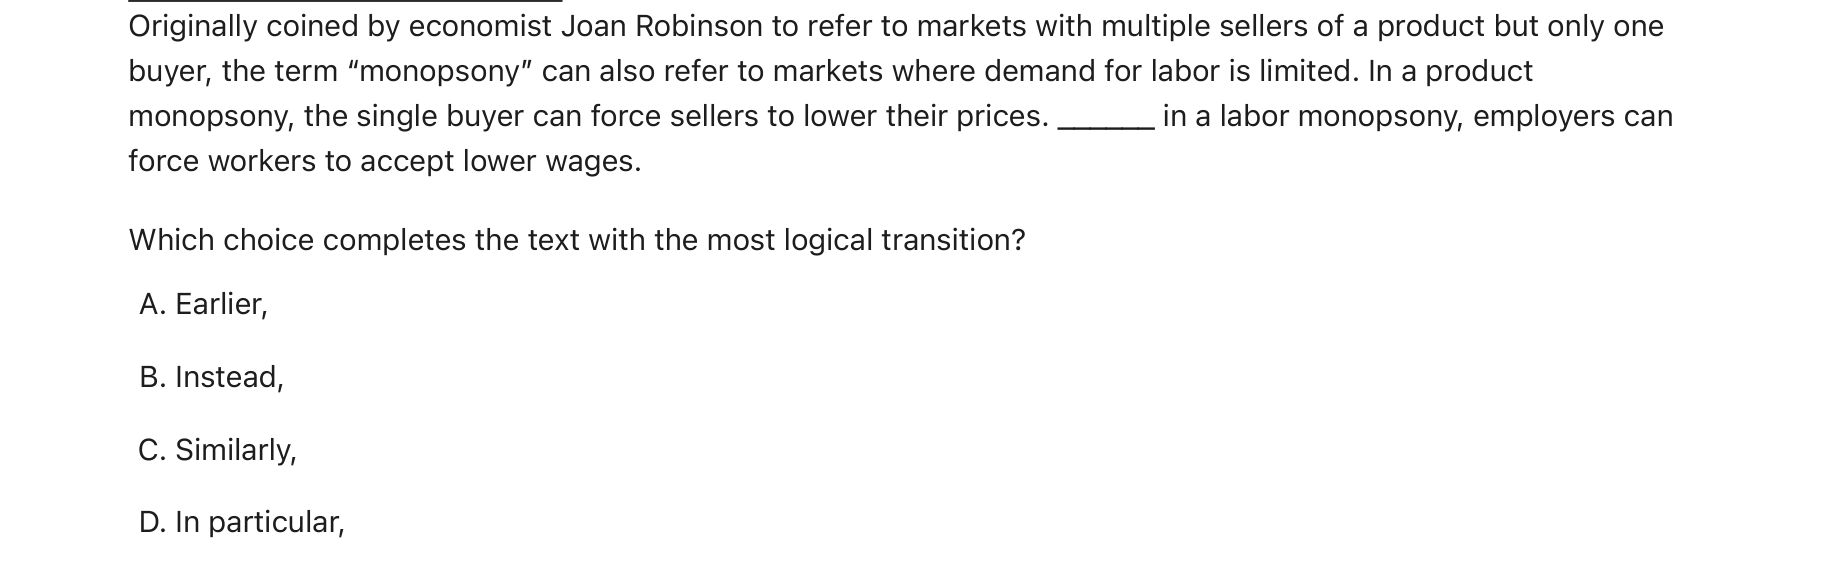 Originally coined by economist Joan Robinson to refer to markets with multiple sellers of a product but only one
buyer, the term “monopsony” can also refer to markets where demand for labor is limited. In a product
monopsony, the single buyer can force sellers to lower their prices. ______ in a labor monopsony, employers can
force workers to accept lower wages.
Which choice completes the text with the most logical transition?
A. Earlier,
B. Instead,
C. Similarly,
D. In particular,